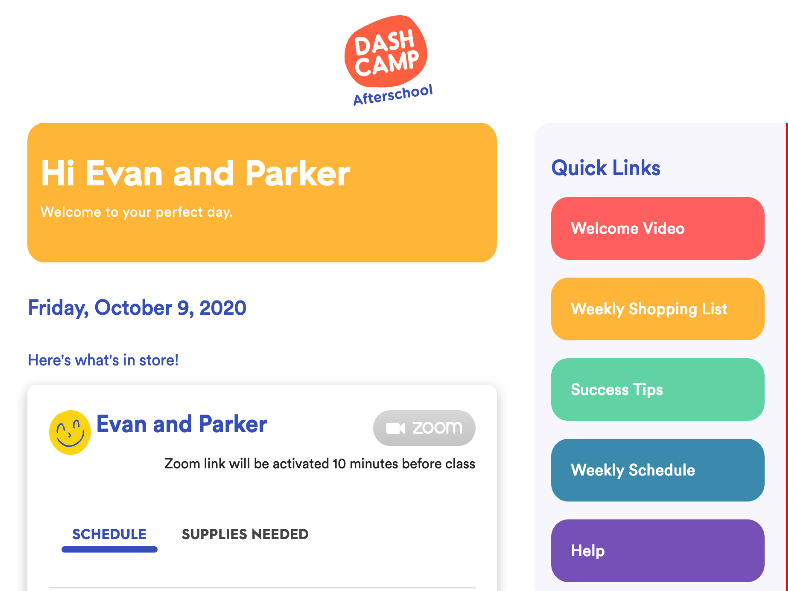 DASH
CAMP
Afterschool
Hi Evan and Parker
Welcome to your perfect day.
Friday, October 9, 2020
Here's what's in store!
Evan and Parker
zoom
Zoom link will be activated 10 minutes before class
SCHEDULE
SUPPLIES NEEDED
Quick Links
Welcome Video
Weekly Shopping List
Success Tips
Weekly Schedule
Help